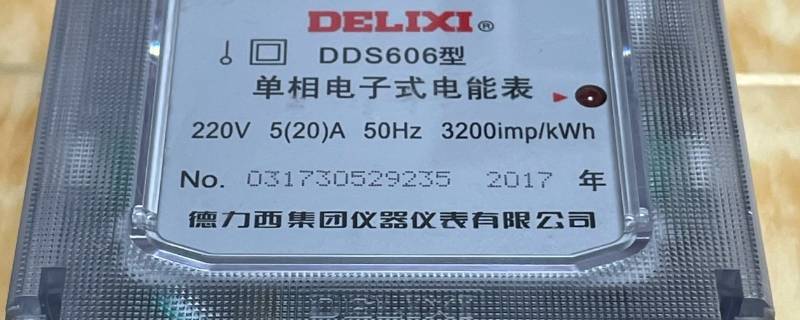 DELIXI®
DDS606型
单相电子式电能表
220V 5(20)A 50Hz 3200imp/kWh
No. 031730529235 2017 年
德力西集团仪器仪表有限公司
DELIXI